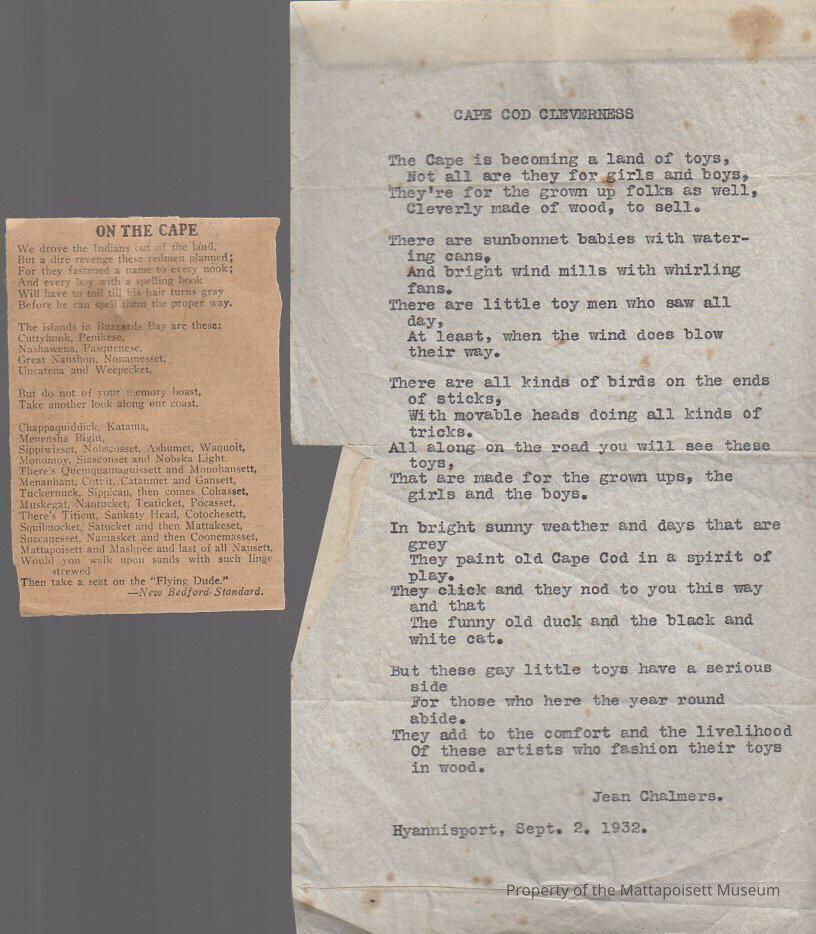 ON THE CAPE
We drove the Indians out of the land,
But a dire revenge these redmen planned;
For they fastened a name to every nook;
And every boy with a spelling book
Will have to toil till his hair turns gray
Before he can spell them the proper way.
The islands in Buzzards Bay are these:
Cuttyhunk, Penikese,
Nashawena, Pasquenese,
Great Naushon, Nonamesset,
Uncatena and Weepecket.
But do not of your memory boast,
Take another look along our coast.
Chappaquiddick, Katama,
Menensha Bight,
Sippiwisset, Nobscosset, Ashumet, Waquoit,
Monomoy, Siasconset and Nobska Light.
There's Quemquamaguissett and Monohansett,
Menanhant, Cotuit, Cataumet and Gansett,
Tuckernuck, Sippican, then comes Cohasset,
Muskegat, Nantucket, Teaticket, Pocasset,
There's Titicut, Sankaty Head, Cotochesett,
Squibnocket, Satucket and then Mattakeset,
Succanesset, Namasket and then Coonemasset,
Mattapoisett and Mashpee and last of all Nausett,
Would you walk upon sands with such lingo
strewed
Then take a seat on the "Flying Dude."
—New Bedford Standard.
CAPE COD CLEVERNESS
The Cape is becoming a land of toys,
Not all are they for girls and boys,
They're for the grown up folks as well,
Cleverly made of wood, to sell.
There are sunbonnet babies with water-
ing cans,
And bright wind mills with whirling
fans.
There are little toy men who saw all
day,
At least, when the wind does blow
their way.
There are all kinds of birds on the ends
of sticks,
With movable heads doing all kinds of
tricks.
All along on the road you will see these
toys,
That are made for the grown ups, the
girls and the boys.
In bright sunny weather and days that are
grey
They paint old Cape Cod in a spirit of
play.
They click and they nod to you this way
and that
The funny old duck and the black and
white cat.
But these gay little toys have a serious
side
For those who here the year round
abide.
They add to the comfort and the livelihood
Of these artists who fashion their toys
in wood.
Jean Chalmers.
Hyannisport, Sept. 2. 1932.
Property of the Mattapoisett Museum